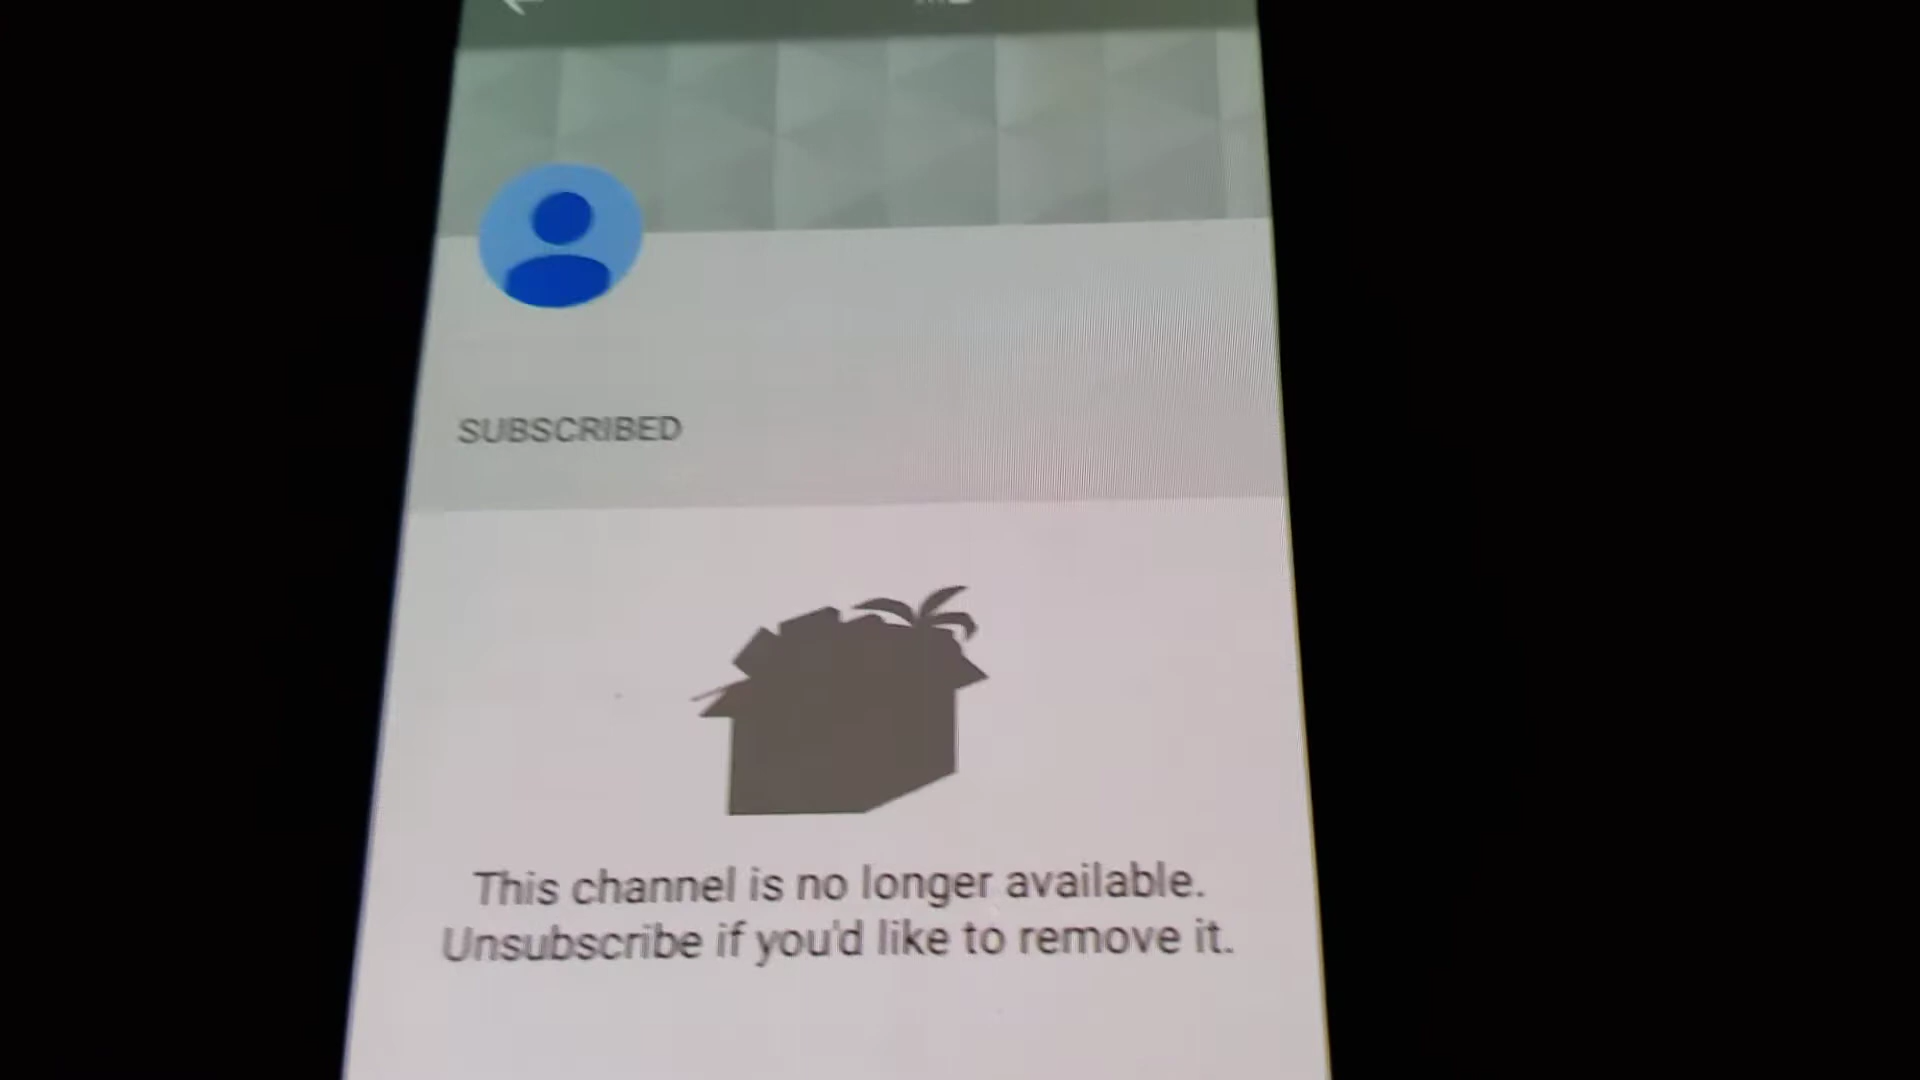 SUBSCRIBED
This channel is no longer available.
Unsubscribe if you'd like to remove it.